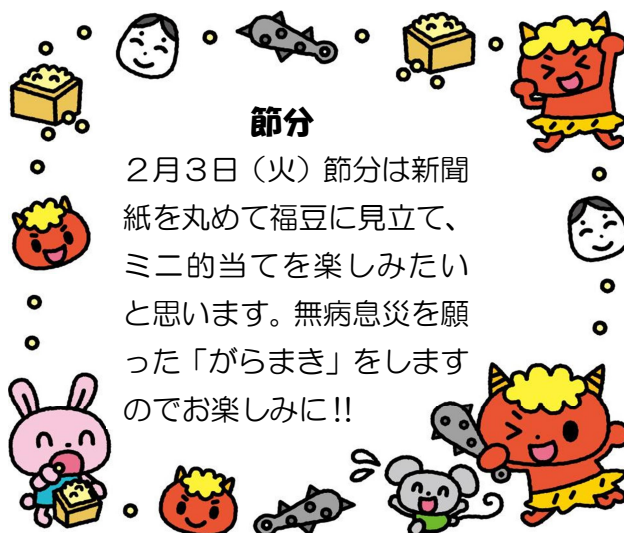 節分
２月３日（火）節分は新聞
紙を丸めて福豆に見立て、
ミニ的当てを楽しみたい
と思います。無病息災を願
った「がらまき」をします
のでお楽しみに!!